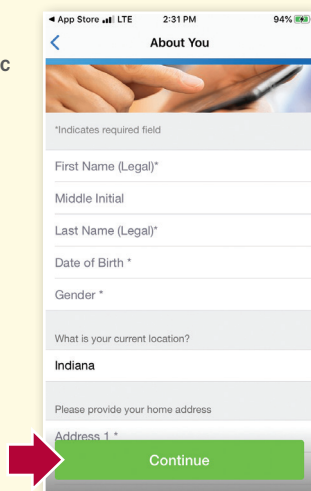 c
◄ App Store LTE 2:31 PM 94%
About You
*Indicates required field
First Name (Legal)*
Middle Initial
Last Name (Legal)*
Date of Birth *
Gender *
What is your current location?
Indiana
Please provide your home address
Address 1 *
Continue